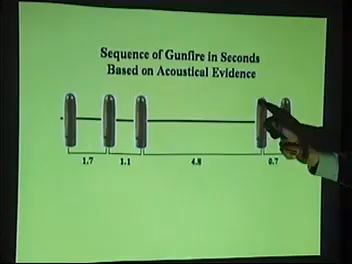 Sequence of Gunfire in Seconds
Based on Acoustical Evidence
1.7 1.1 4.8 0.7